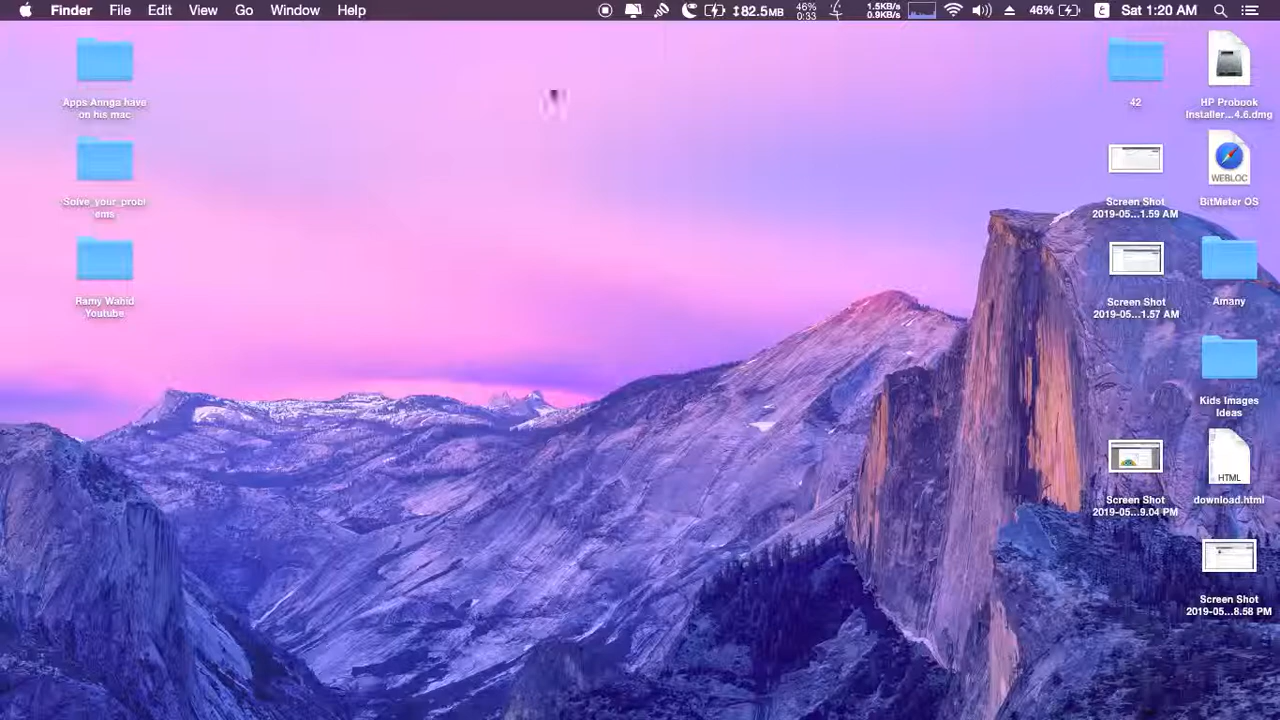 Finder File Edit View Go Window Help
82.5MB 46% 0:33 1.5KB/s 0.9KB/s 46% ع Sat 1:20 AM
Apps Annga have
on his mac
Solve_your_probl
ems
Ramy Wahid
Youtube
42
Screen Shot
2019-05...1.59 AM
Screen Shot
2019-05...1.57 AM
Screen Shot
2019-05...9.04 PM
HP Probook
Installer...4.6.dmg
WEBLOC
BitMeter OS
Amany
Kids Images
Ideas
HTML
download.html
Screen Shot
2019-05...8.58 PM